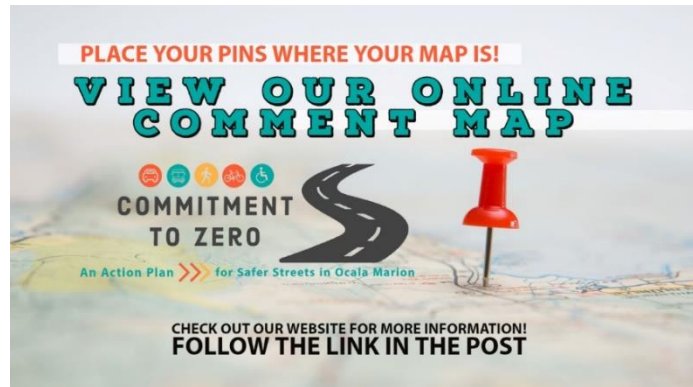 PLACE YOUR PINS WHERE YOUR MAP IS!
VIEW OUR ONLINE
COMMENT MAP
COMMITMENT
TO ZERO
An Action Plan >>> for Safer Streets in Ocala Marion
CHECK OUT OUR WEBSITE FOR MORE INFORMATION!
FOLLOW THE LINK IN THE POST